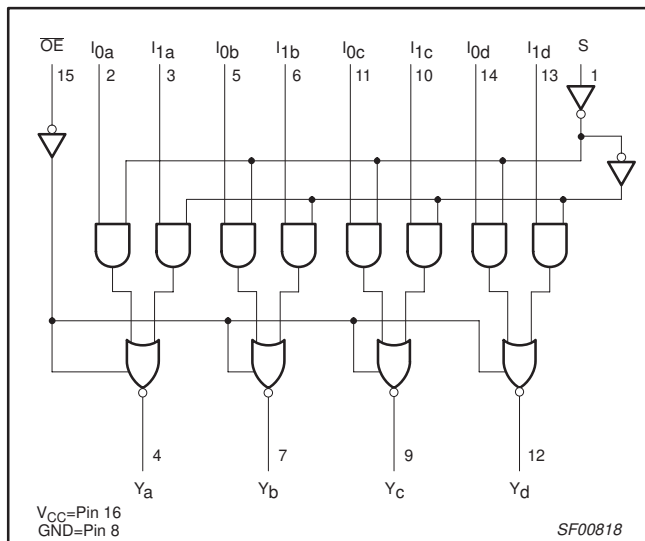 OE I0a I1a I0b I1b I0c I1c I0d I1d S
15 2 3 5 6 11 10 14 13 1
4 7 9 12
Ya Yb Yc Yd
VCC=Pin 16
GND=Pin 8
SF00818